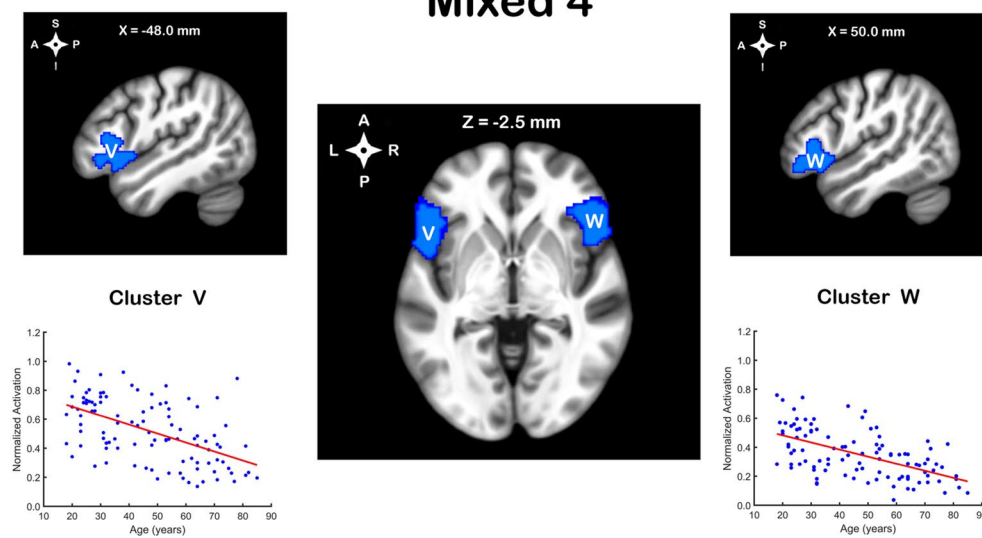 Mixed 4
S
A P
I
X = -48.0 mm
V
A
L R
P
Z = -2.5 mm
V
W
S
A P
I
X = 50.0 mm
W
Cluster V
1.2
1.0
0.8
0.6
0.4
0.2
0.0
Normalized Activation
10 20 30 40 50 60 70 80 90
Age (years)
Cluster W
1.2
1.0
0.8
0.6
0.4
0.2
0.0
Normalized Activation
10 20 30 40 50 60 70 80
Age (years)